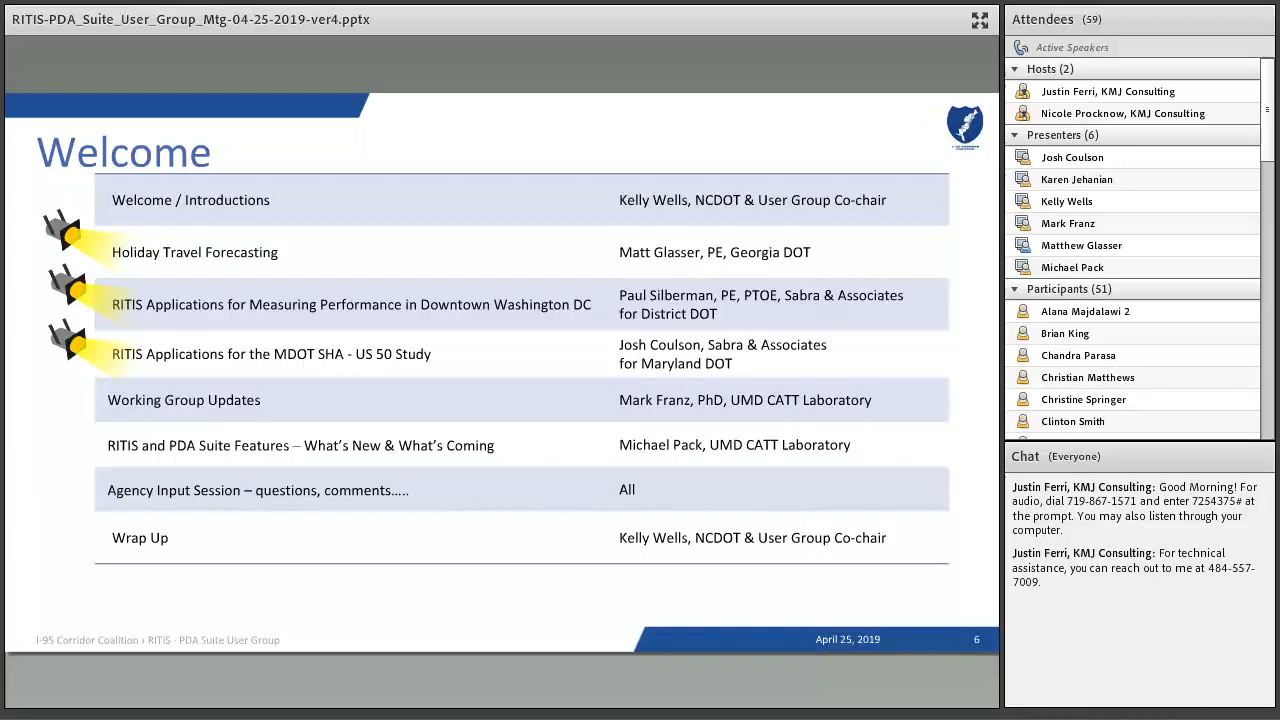 RITIS-PDA_Suite_User_Group_Mtg-04-25-2019-ver4.pptx
Welcome
Welcome / Introductions
Kelly Wells, NCDOT & User Group Co-chair
Holiday Travel Forecasting
Matt Glasser, PE, Georgia DOT
RITIS Applications for Measuring Performance in Downtown Washington DC
Paul Silberman, PE, PTOE, Sabra & Associates
for District DOT
RITIS Applications for the MDOT SHA - US 50 Study
Josh Coulson, Sabra & Associates
for Maryland DOT
Working Group Updates
Mark Franz, PhD, UMD CATT Laboratory
RITIS and PDA Suite Features – What's New & What's Coming
Michael Pack, UMD CATT Laboratory
Agency Input Session – questions, comments.....
All
Wrap Up
Kelly Wells, NCDOT & User Group Co-chair
I-95 Corridor Coalition › RITIS - PDA Suite User Group
April 25, 2019
6
Attendees (59)
Active Speakers
Hosts (2)
Justin Ferri, KMJ Consulting
Nicole Procknow, KMJ Consulting
Presenters (6)
Josh Coulson
Karen Jehanian
Kelly Wells
Mark Franz
Matthew Glasser
Michael Pack
Participants (51)
Alana Majdalawi 2
Brian King
Chandra Parasa
Christian Matthews
Christine Springer
Clinton Smith
Chat (Everyone)
Justin Ferri, KMJ Consulting: Good Morning! For
audio, dial 719-867-1571 and enter 7254375# at
the prompt. You may also listen through your
computer.
Justin Ferri, KMJ Consulting: For technical
assistance, you can reach out to me at 484-557-
7009.